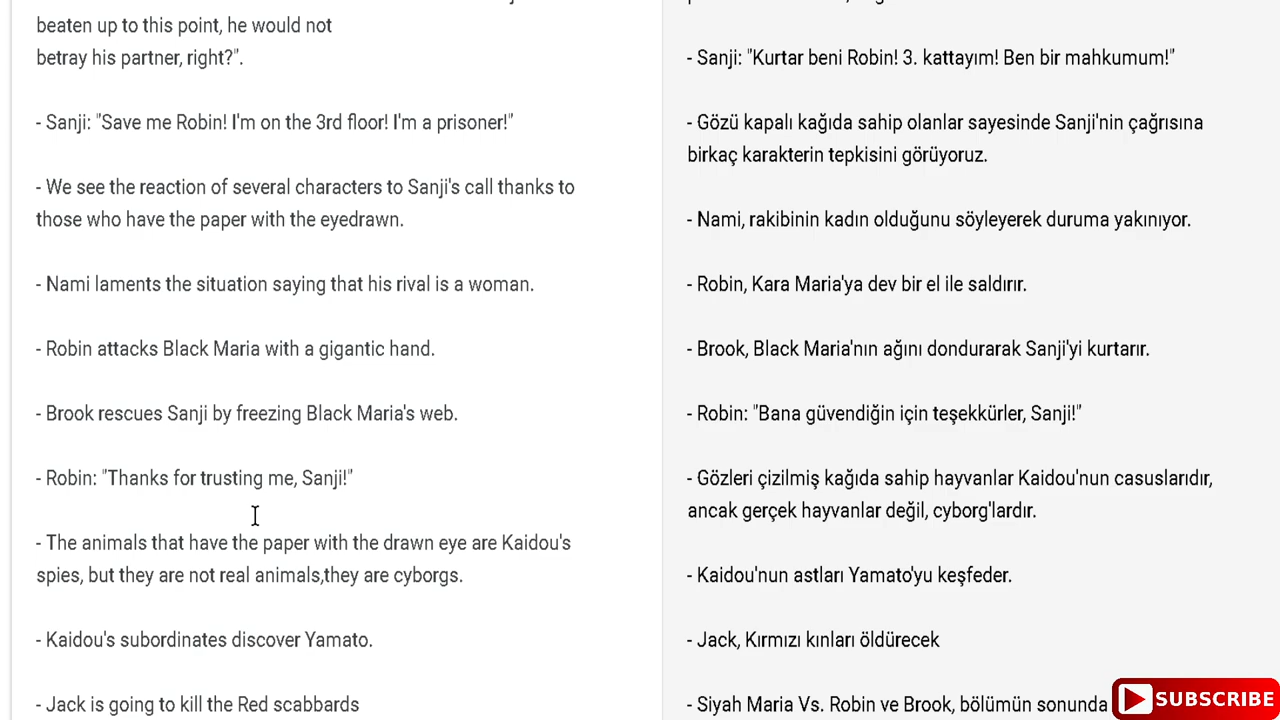 beaten up to this point, he would not
betray his partner, right?".
- Sanji: "Save me Robin! I'm on the 3rd floor! I'm a prisoner!"
- We see the reaction of several characters to Sanji's call thanks to
those who have the paper with the eyedrawn.
- Nami laments the situation saying that his rival is a woman.
- Robin attacks Black Maria with a gigantic hand.
- Brook rescues Sanji by freezing Black Maria's web.
- Robin: "Thanks for trusting me, Sanji!"
- The animals that have the paper with the drawn eye are Kaidou's
spies, but they are not real animals,they are cyborgs.
- Kaidou's subordinates discover Yamato.
- Jack is going to kill the Red scabbards
- Sanji: "Kurtar beni Robin! 3. kattayım! Ben bir mahkumum!"
- Gözü kapalı kağıda sahip olanlar sayesinde Sanji'nin çağrısına
birkaç karakterin tepkisini görüyoruz.
- Nami, rakibinin kadın olduğunu söyleyerek duruma yakınıyor.
- Robin, Kara Maria'ya dev bir el ile saldırır.
- Brook, Black Maria'nın ağını dondurarak Sanji'yi kurtarır.
- Robin: "Bana güvendiğin için teşekkürler, Sanji!"
- Gözleri çizilmiş kağıda sahip hayvanlar Kaidou'nun casuslarıdır,
ancak gerçek hayvanlar değil, cyborg'lardır.
- Kaidou'nun astları Yamato'yu keşfeder.
- Jack, Kırmızı kınları öldürecek
- Siyah Maria Vs. Robin ve Brook, bölümün sonunda
SUBSCRIBE